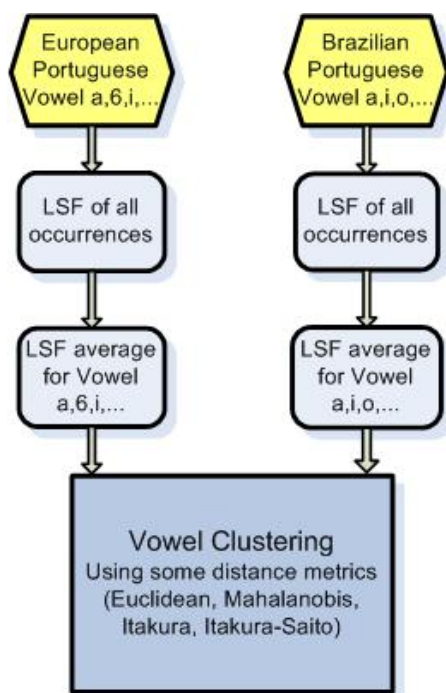 European
Portuguese
Vowel a,6,i,...
LSF of all
occurrences
LSF average
for Vowel
a,6,i,...
Brazilian
Portuguese
Vowel a,i,o,...
LSF of all
occurrences
LSF average
for Vowel
a,i,o,...
Vowel Clustering
Using some distance metrics
(Euclidean, Mahalanobis,
Itakura, Itakura-Saito)